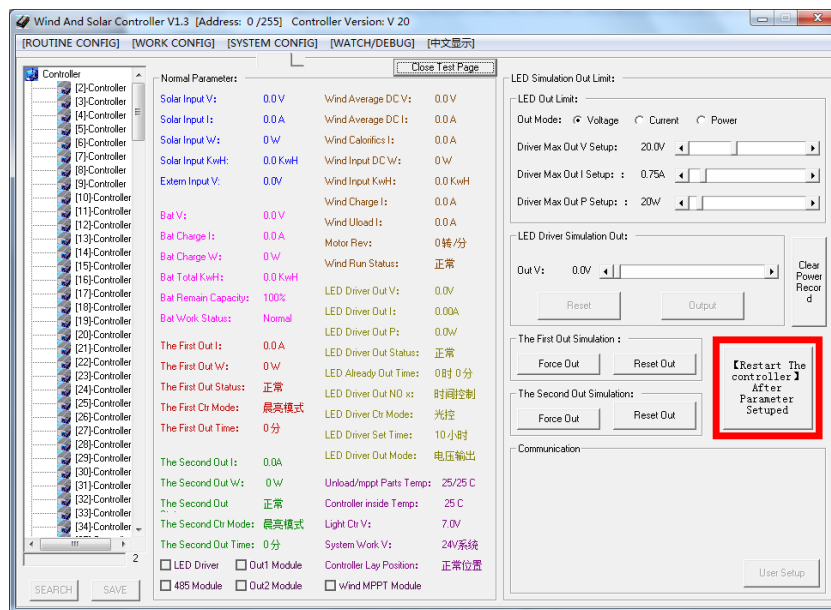 Wind And Solar Controller V1.3 [Address: 0 /255] Controller Version: V 20
[ROUTINE CONFIG] [WORK CONFIG] [SYSTEM CONFIG] [WATCH/DEBUG] [中文显示]
Close Test Page
Controller
[2]-Controller
[3]-Controller
[4]-Controller
[5]-Controller
[6]-Controller
[7]-Controller
[8]-Controller
[9]-Controller
[10]-Controller
[11]-Controller
[12]-Controller
[13]-Controller
[14]-Controller
[15]-Controller
[16]-Controller
[17]-Controller
[18]-Controller
[19]-Controller
[20]-Controller
[21]-Controller
[22]-Controller
[23]-Controller
[24]-Controller
[25]-Controller
[26]-Controller
[27]-Controller
[28]-Controller
[29]-Controller
[30]-Controller
[31]-Controller
[32]-Controller
[33]-Controller
[34]-Controller
2
SEARCH SAVE
Normal Parameter:
Solar Input V: 0.0 V
Solar Input I: 0.0 A
Solar Input W: 0 W
Solar Input KwH: 0.0 KwH
Extern Input V: 0.0V
Bat V: 0.0 V
Bat Charge I: 0.0 A
Bat Charge W: 0 W
Bat Total KwH: 0.0 KwH
Bat Remain Capacity: 100%
Bat Work Status: Normal
The First Out I: 0.0 A
The First Out W: 0 W
The First Out Status: 正常
The First Ctr Mode: 晨亮模式
The First Out Time: 0 分
The Second Out I: 0.0A
The Second Out W: 0 W
The Second Out 正常
The Second Ctr Mode: 晨亮模式
The Second Out Time: 0 分
LED Driver Out1 Module
485 Module Out2 Module
Wind Average DC V: 0.0 V
Wind Average DC I: 0.0 A
Wind Calorifics I: 0.0 A
Wind Input DC W: 0 W
Wind Input KwH: 0.0 KwH
Wind Charge I: 0.0 A
Wind Uload I: 0.0 A
Motor Rev: 0转/分
Wind Run Status: 正常
LED Driver Out V: 0.0V
LED Driver Out I: 0.00A
LED Driver Out P: 0.0W
LED Driver Out Status: 正常
LED Already Out Time: 0时 0 分
LED Driver Out NO x: 时间控制
LED Driver Ctr Mode: 光控
LED Driver Set Time: 10 小时
LED Driver Out Mode: 电压输出
Unload/mppt Parts Temp: 25/25 C
Controller inside Temp: 25 C
Light Ctr V: 7.0V
System Work V: 24V系统
Controller Lay Position: 正常位置
Wind MPPT Module
LED Simulation Out Limit:
LED Out Limit:
Out Mode: Voltage Current Power
Driver Max Out V Setup: 20.0V
Driver Max Out I Setup: : 0.75A
Driver Max Out P Setup: : 20W
LED Driver Simulation Out:
Out V: 0.0V
Reset Output
Clear
Power
Recor
d
The First Out Simulation :
Force Out Reset Out
The Second Out Simulation:
Force Out Reset Out
【Restart The
controller】
After
Parameter
Setuped
Communication
User Setup